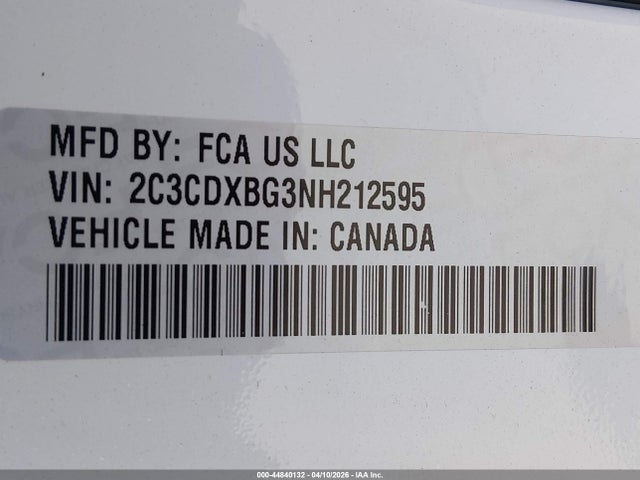 MFD BY: FCA US LLC
VIN: 2C3CDXBG3NH212595
VEHICLE MADE IN: CANADA
000-44840132 - 04/10/2026 - IAA Inc.